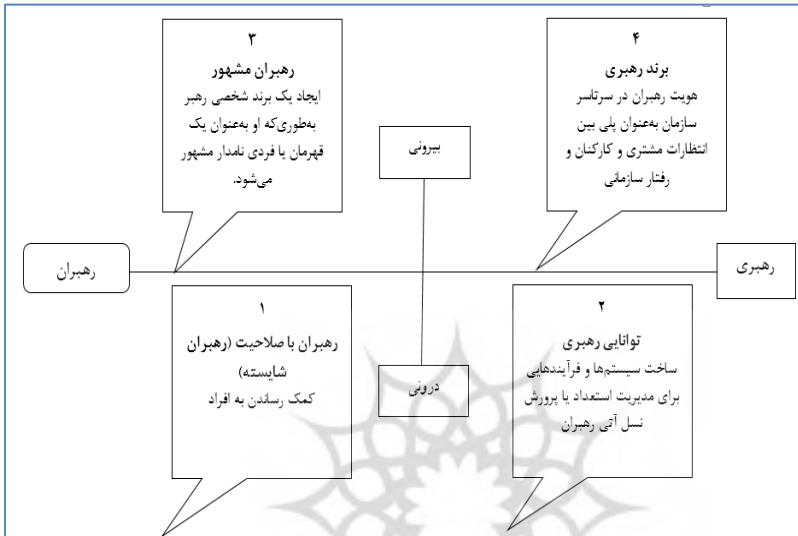 ۳
رهبران مشهور
ایجاد یک برند شخصی رهبر
به‌طوری‌که او به‌عنوان یک
قهرمان یا فردی نامدار مشهور
می‌شود.
۴
برند رهبری
هویت رهبران در سرتاسر
سازمان به‌عنوان پلی بین
انتظارات مشتری و کارکنان و
رفتار سازمانی
بیرونی
رهبران
رهبری
۱
رهبران با صلاحیت (رهبران
شایسته)
کمک رساندن به افراد
۲
توانایی رهبری
ساخت سیستم‌ها و فرآیندهایی
برای مدیریت استعداد یا پرورش
نسل آتی رهبران
درونی